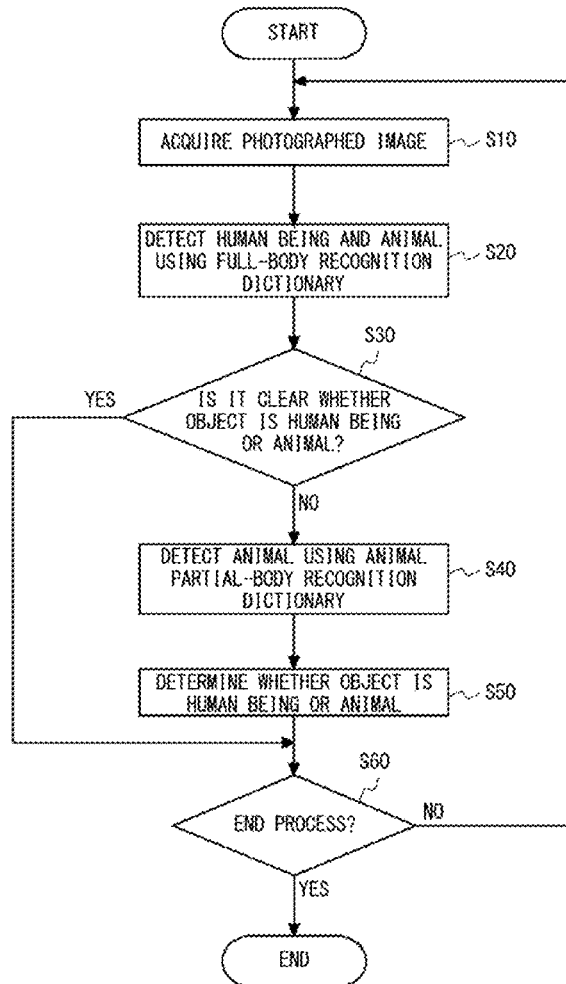 START
ACQUIRE PHOTOGRAPHED IMAGE
S10
DETECT HUMAN BEING AND ANIMAL
USING FULL-BODY RECOGNITION
DICTIONARY
S20
S30
YES
IS IT CLEAR WHETHER
OBJECT IS HUMAN BEING
OR ANIMAL?
NO
DETECT ANIMAL USING ANIMAL
PARTIAL-BODY RECOGNITION
DICTIONARY
S40
DETERMINE WHETHER OBJECT IS
HUMAN BEING OR ANIMAL
S50
S60
END PROCESS?
NO
YES
END